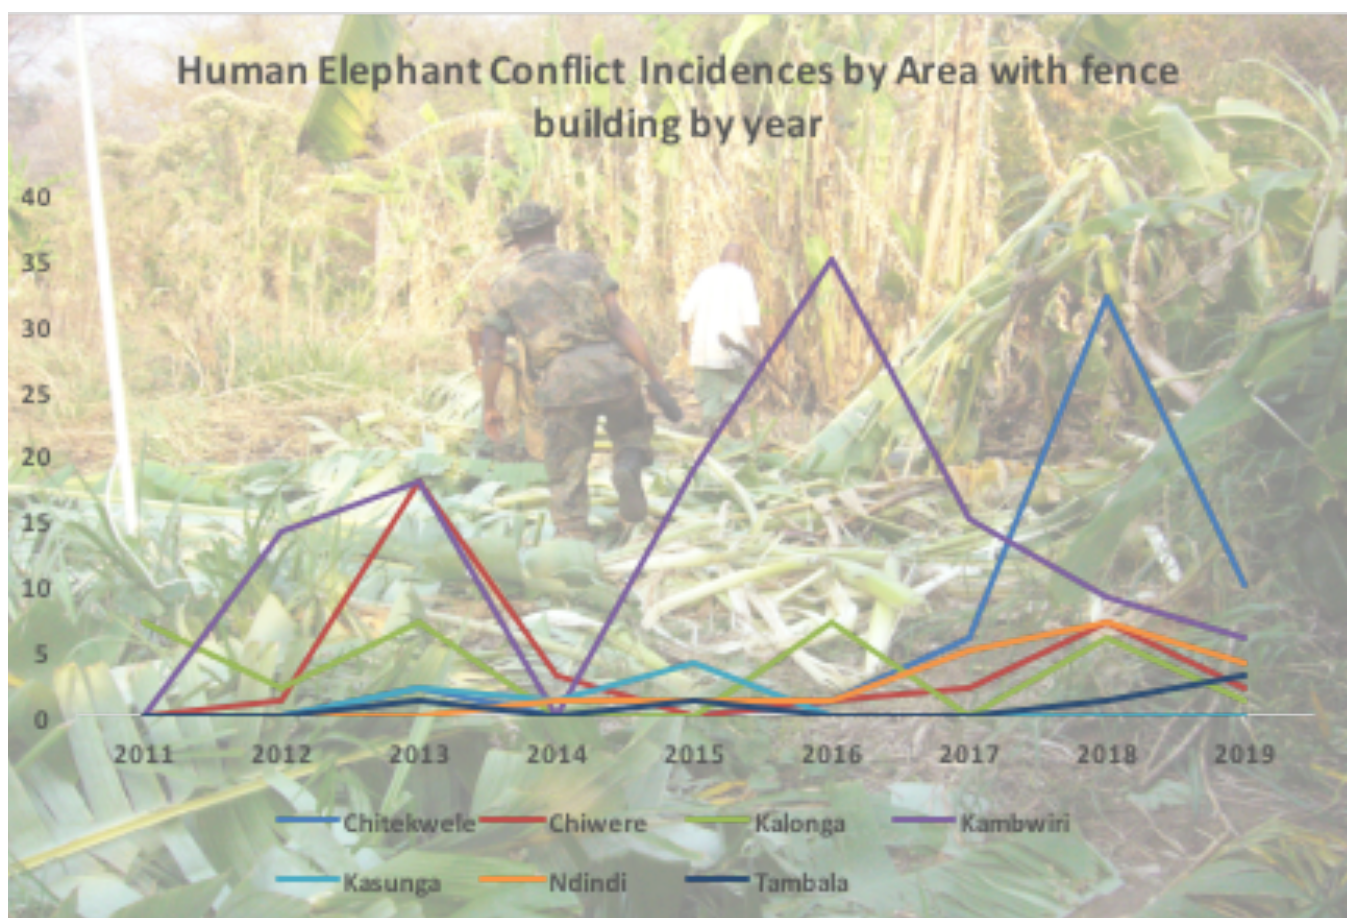 Human Elephant Conflict Incidences by Area with fence
building by year
40
35
30
25
20
15
10
5
0
2011 2012 2013 2014 2015 2016 2017 2018 2019
Chitekwele Chiwere Kalonga Kambwiri
Kasunga Ndindi Tambala